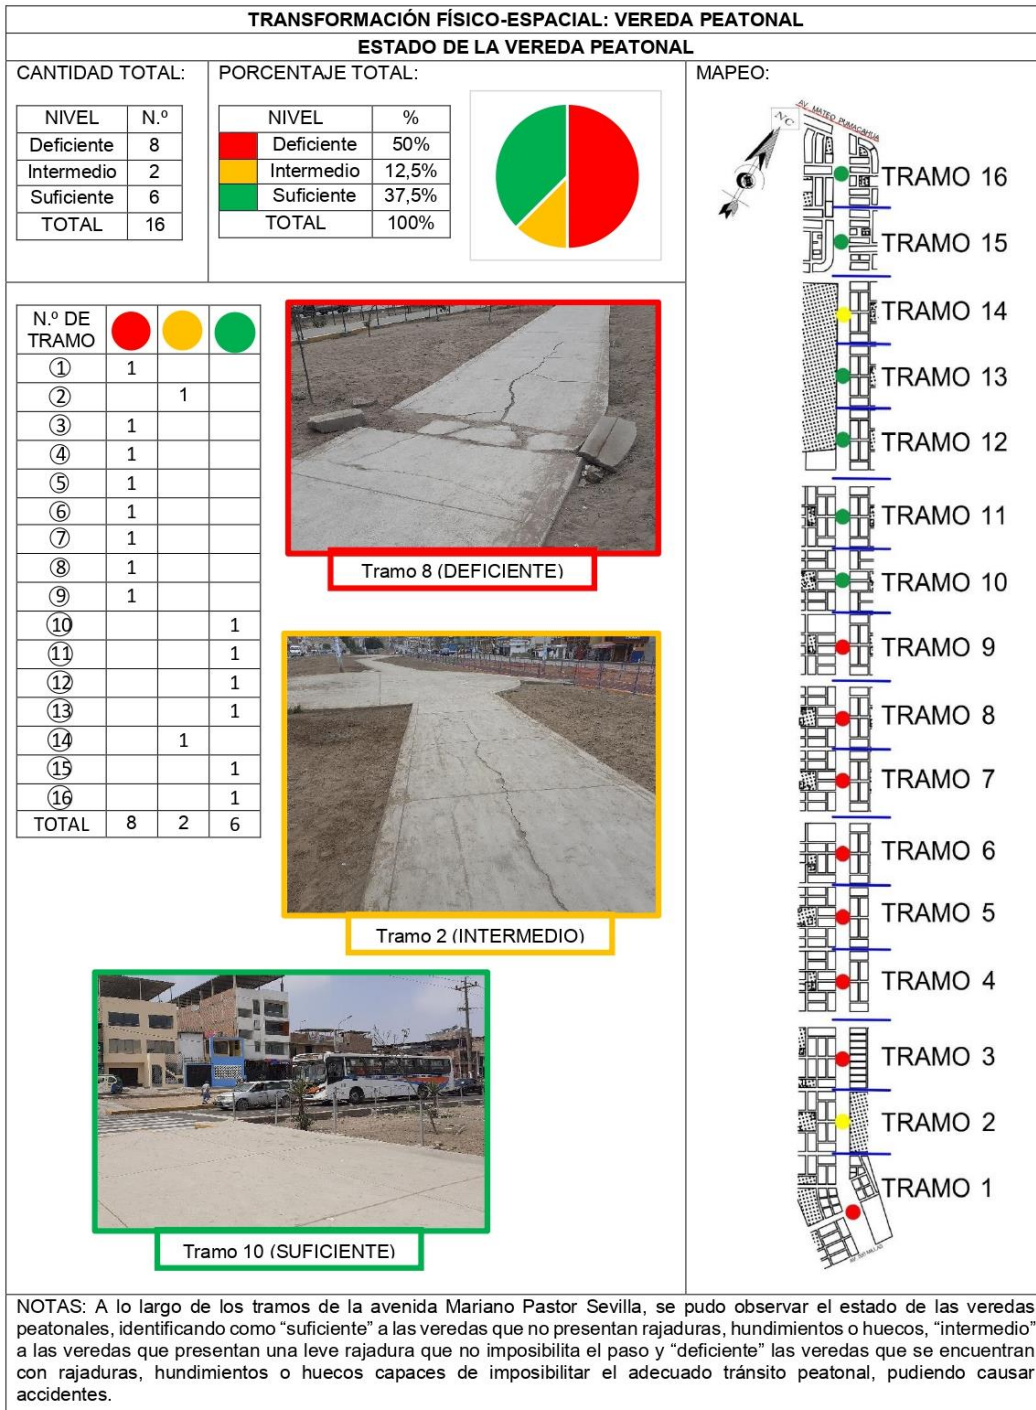 TRANSFORMACIÓN FÍSICO-ESPACIAL: VEREDA PEATONAL
ESTADO DE LA VEREDA PEATONAL
CANTIDAD TOTAL:
NIVEL N.º
Deficiente 8
Intermedio 2
Suficiente 6
TOTAL 16
PORCENTAJE TOTAL:
NIVEL %
Deficiente 50%
Intermedio 12,5%
Suficiente 37,5%
TOTAL 100%
N.º DE
TRAMO
① 1
② 1
③ 1
④ 1
⑤ 1
⑥ 1
⑦ 1
⑧ 1
⑨ 1
⑩ 1
⑪ 1
⑫ 1
⑬ 1
⑭ 1
⑮ 1
⑯ 1
TOTAL 8 2 6
Tramo 8 (DEFICIENTE)
Tramo 2 (INTERMEDIO)
Tramo 10 (SUFICIENTE)
MAPEO:
AV. MATEO PUMACAHUA
NC
TRAMO 16
TRAMO 15
TRAMO 14
TRAMO 13
TRAMO 12
TRAMO 11
TRAMO 10
TRAMO 9
TRAMO 8
TRAMO 7
TRAMO 6
TRAMO 5
TRAMO 4
TRAMO 3
TRAMO 2
TRAMO 1
NOTAS: A lo largo de los tramos de la avenida Mariano Pastor Sevilla, se pudo observar el estado de las veredas
peatonales, identificando como “suficiente” a las veredas que no presentan rajaduras, hundimientos o huecos, “intermedio”
a las veredas que presentan una leve rajadura que no imposibilita el paso y “deficiente” las veredas que se encuentran
con rajaduras, hundimientos o huecos capaces de imposibilitar el adecuado tránsito peatonal, pudiendo causar
accidentes.